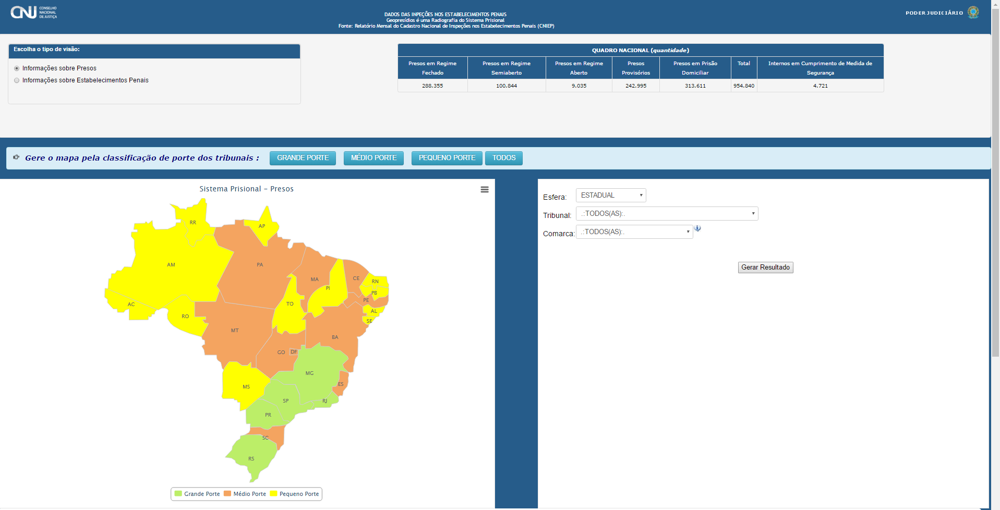 CNJ CONSELHO
NACIONAL
DE JUSTIÇA
DADOS DAS INPEÇÕES NOS ESTABELECIMENTOS PENAIS
Geopresídios é uma Radiografia do Sistema Prisional
Fonte: Relatório Mensal do Cadastro Nacional de Inspeções nos Estabelecimentos Penais (CNIEP)
PODER JUDICIÁRIO
Escolha o tipo de visão:
Informações sobre Presos
Informações sobre Estabelecimentos Penais
QUADRO NACIONAL (quantidade)
Presos em Regime Fechado
Presos em Regime Semiaberto
Presos em Regime Aberto
Presos Provisórios
Presos em Prisão Domiciliar
Total
Internos em Cumprimento de Medida de Segurança
288.355 100.844 9.035 242.995 313.611 954.840 4.721
Gere o mapa pela classificação de porte dos tribunais :
GRANDE PORTE MÉDIO PORTE PEQUENO PORTE TODOS
Sistema Prisional - Presos
RR
AP
AM
PA
MA
CE
RN
PI
PB
PE
TO
AC
AL
RO
SE
MT
BA
GO
DF
MG
ES
MS
SP
RJ
PR
SC
RS
Grande Porte Médio Porte Pequeno Porte
Esfera: ESTADUAL
Tribunal: .:TODOS(AS):.
Comarca: .:TODOS(AS):.
Gerar Resultado